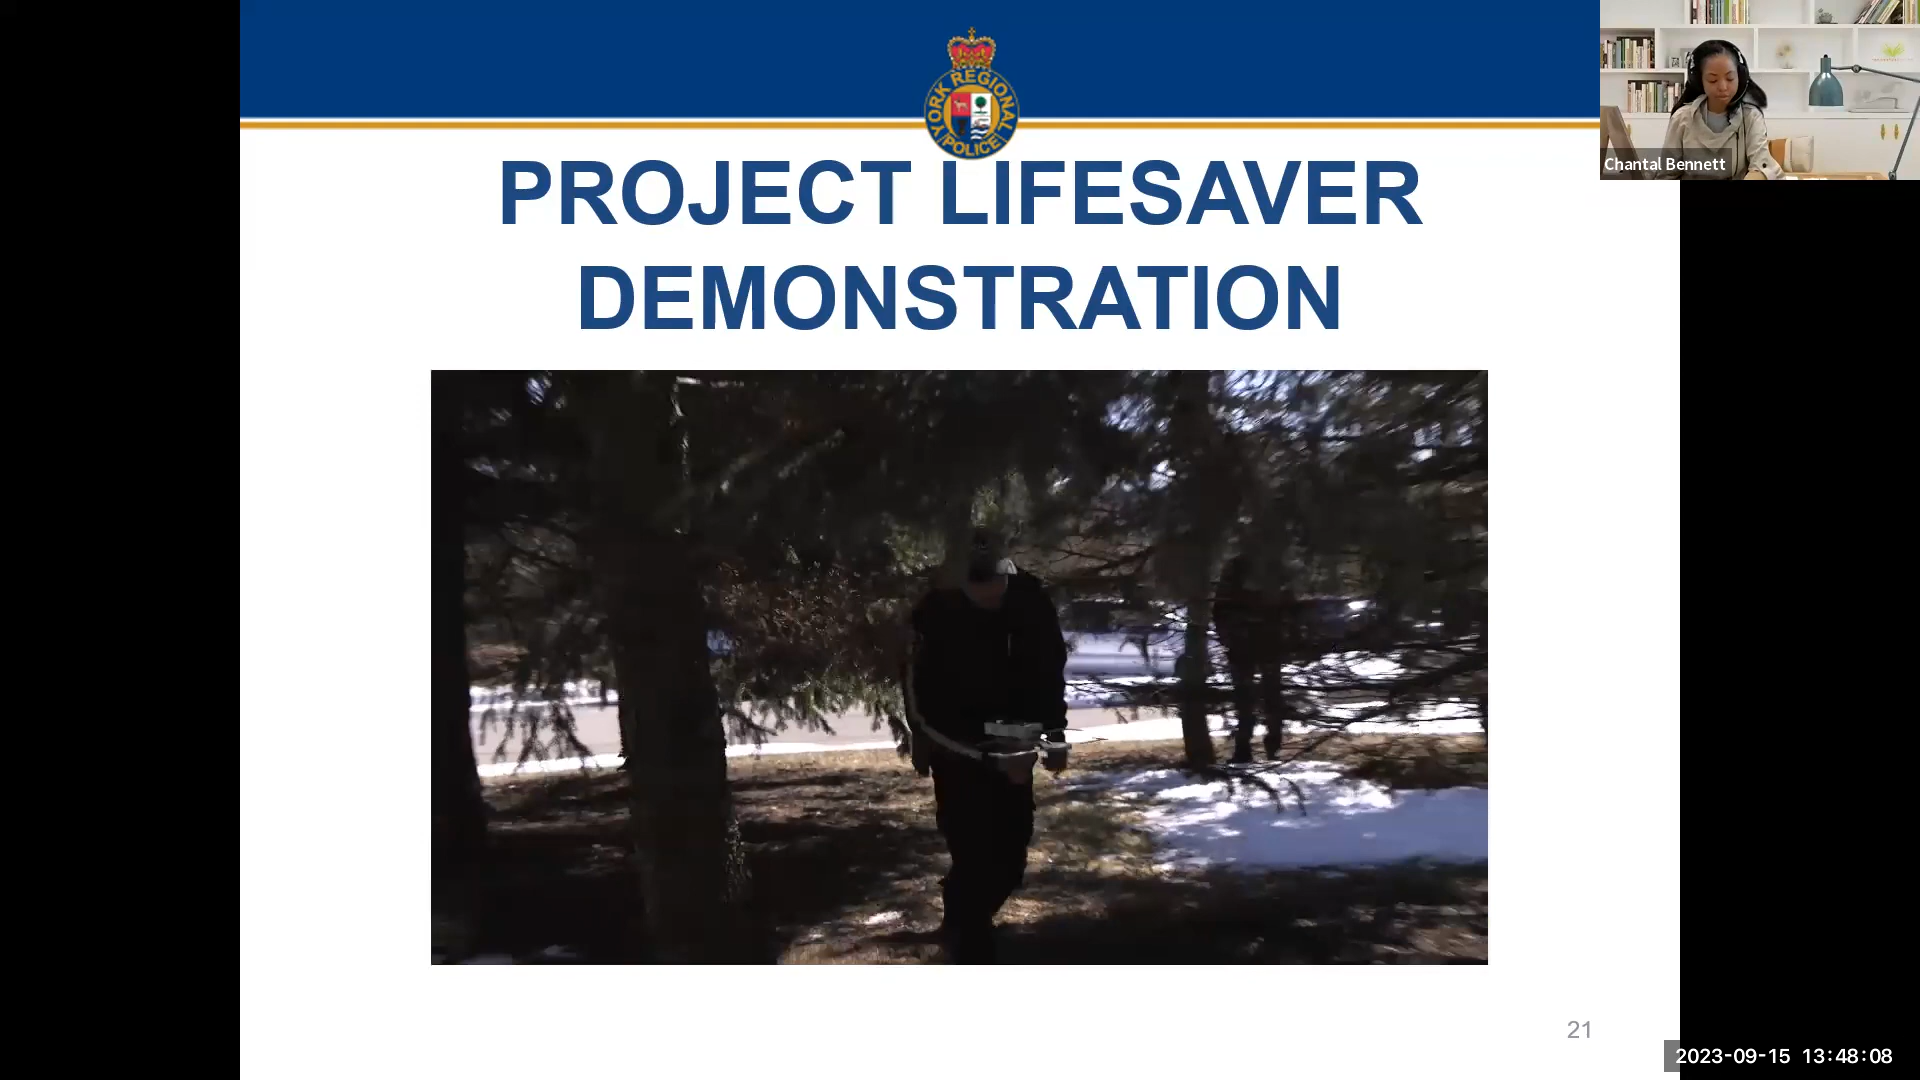 YORK REGIONAL
POLICE
Chantal Bennett
PROJECT LIFESAVER
DEMONSTRATION
21
2023-09-15 13:48:08